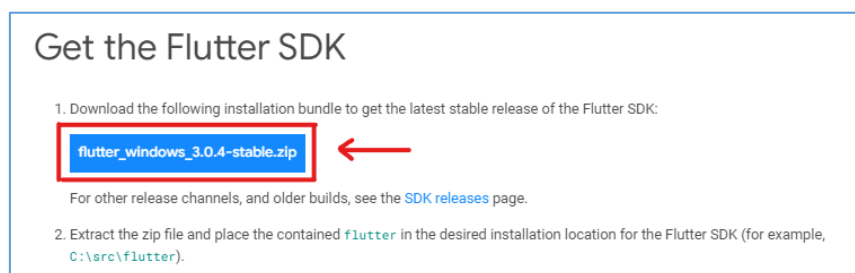 Get the Flutter SDK
1. Download the following installation bundle to get the latest stable release of the Flutter SDK:
flutter_windows_3.0.4-stable.zip
For other release channels, and older builds, see the SDK releases page.
2. Extract the zip file and place the contained flutter in the desired installation location for the Flutter SDK (for example,
C:\src\flutter).